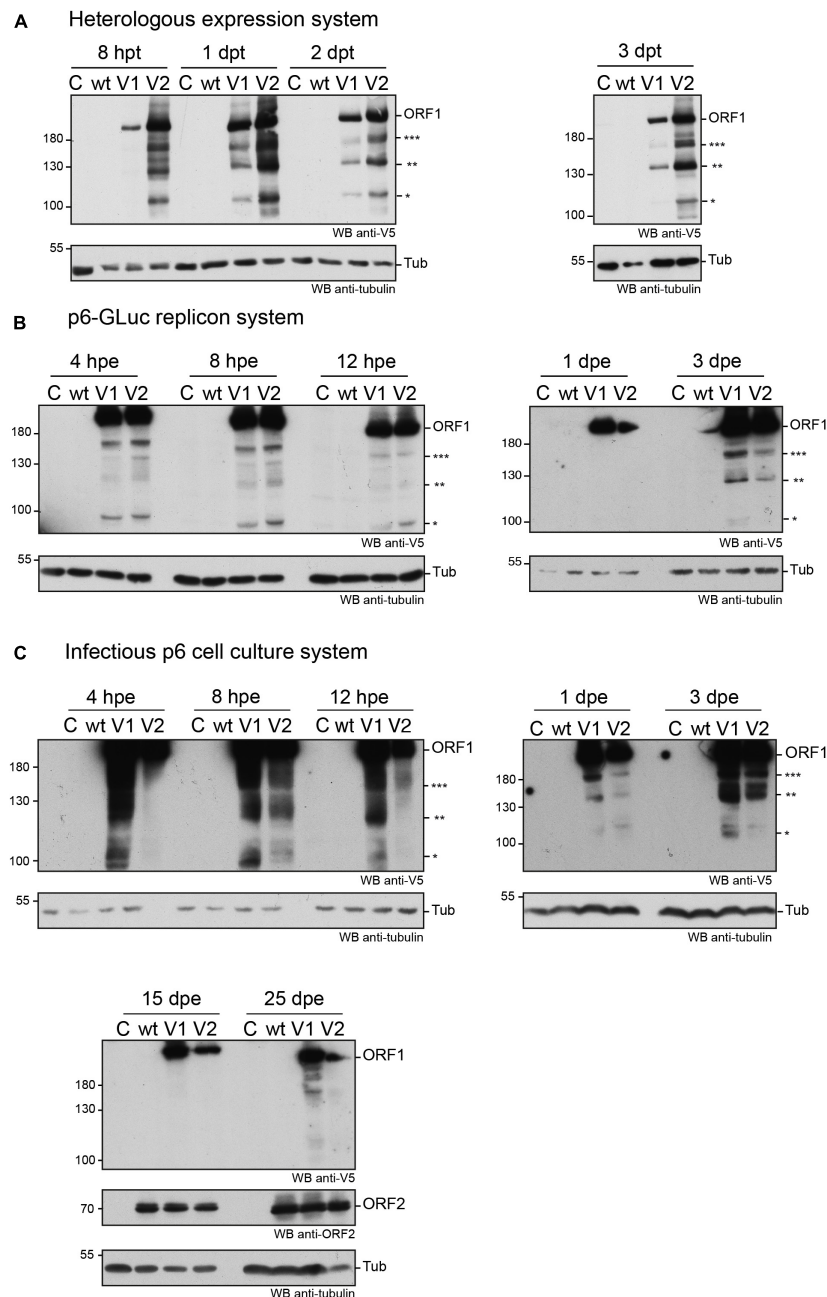 A Heterologous expression system
8 hpt 1 dpt 2 dpt 3 dpt
C wt V1 V2 C wt V1 V2 C wt V1 V2 C wt V1 V2
ORF1 ORF1
180 *** 180 ***
130 ** 130 **
100 * 100 *
WB anti-V5 WB anti-V5
55 Tub 55 Tub
WB anti-tubulin WB anti-tubulin
B p6-GLuc replicon system
4 hpe 8 hpe 12 hpe 1 dpe 3 dpe
C wt V1 V2 C wt V1 V2 C wt V1 V2 C wt V1 V2 C wt V1 V2
180 ORF1 180 ORF1
130 *** 130 ***
** **
100 * 100 *
WB anti-V5 WB anti-V5
55 Tub 55 Tub
WB anti-tubulin WB anti-tubulin
C Infectious p6 cell culture system
4 hpe 8 hpe 12 hpe 1 dpe 3 dpe
C wt V1 V2 C wt V1 V2 C wt V1 V2 C wt V1 V2 C wt V1 V2
ORF1 ORF1
180 *** 180 ***
130 ** 130 **
100 * 100 *
WB anti-V5 WB anti-V5
55 Tub 55 Tub
WB anti-tubulin WB anti-tubulin
15 dpe 25 dpe
C wt V1 V2 C wt V1 V2
ORF1
180
130
100
WB anti-V5
70 ORF2
WB anti-ORF2
55 Tub
WB anti-tubulin